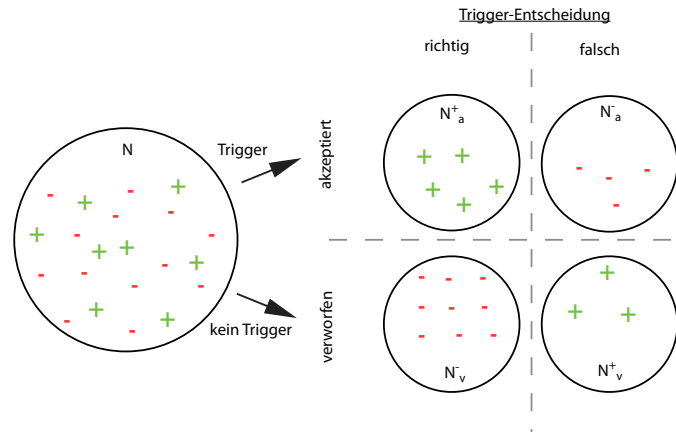 Trigger-Entscheidung
richtig
falsch
N
Trigger
kein Trigger
akzeptiert
N⁺ₐ
N⁻ₐ
verworfen
N⁻ᵥ
N⁺ᵥ